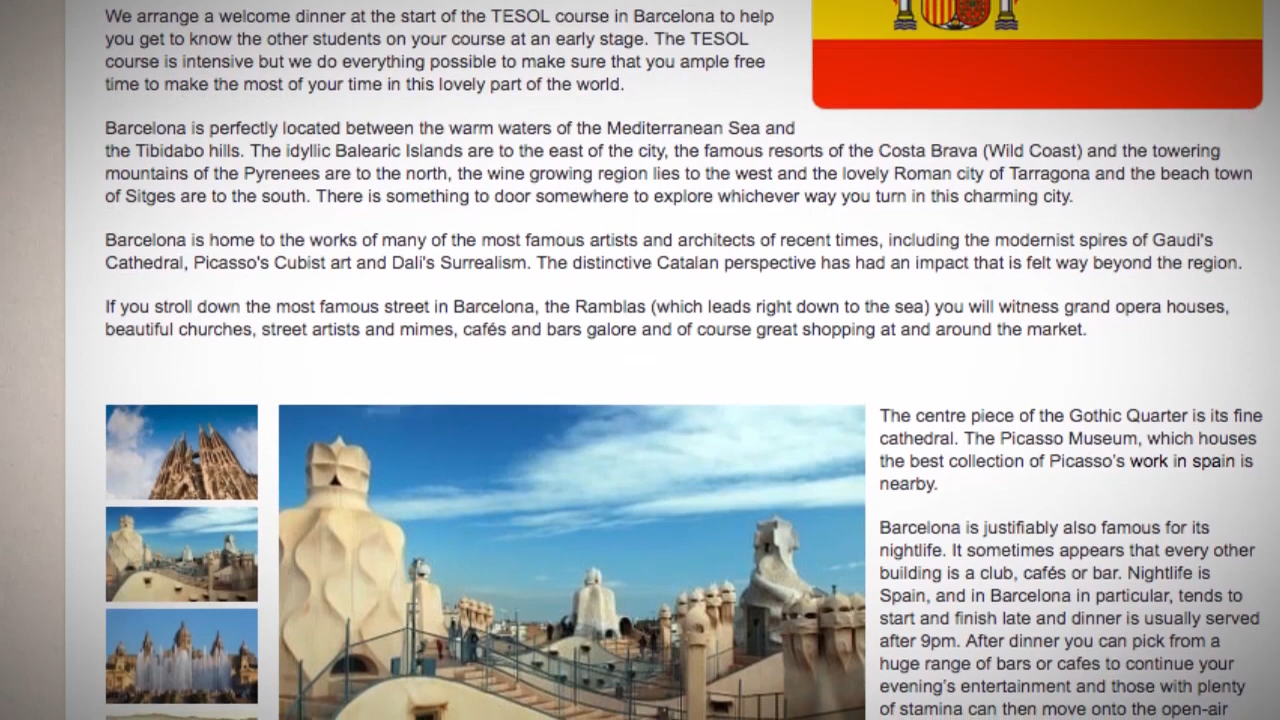 We arrange a welcome dinner at the start of the TESOL course in Barcelona to help
you get to know the other students on your course at an early stage. The TESOL
course is intensive but we do everything possible to make sure that you ample free
time to make the most of your time in this lovely part of the world.
Barcelona is perfectly located between the warm waters of the Mediterranean Sea and
the Tibidabo hills. The idyllic Balearic Islands are to the east of the city, the famous resorts of the Costa Brava (Wild Coast) and the towering
mountains of the Pyrenees are to the north, the wine growing region lies to the west and the lovely Roman city of Tarragona and the beach town
of Sitges are to the south. There is something to door somewhere to explore whichever way you turn in this charming city.
Barcelona is home to the works of many of the most famous artists and architects of recent times, including the modernist spires of Gaudi's
Cathedral, Picasso's Cubist art and Dali's Surrealism. The distinctive Catalan perspective has had an impact that is felt way beyond the region.
If you stroll down the most famous street in Barcelona, the Ramblas (which leads right down to the sea) you will witness grand opera houses,
beautiful churches, street artists and mimes, cafés and bars galore and of course great shopping at and around the market.
The centre piece of the Gothic Quarter is its fine
cathedral. The Picasso Museum, which houses
the best collection of Picasso's work in spain is
nearby.
Barcelona is justifiably also famous for its
nightlife. It sometimes appears that every other
building is a club, cafés or bar. Nightlife is
Spain, and in Barcelona in particular, tends to
start and finish late and dinner is usually served
after 9pm. After dinner you can pick from a
huge range of bars or cafes to continue your
evening's entertainment and those with plenty
of stamina can then move onto the open-air